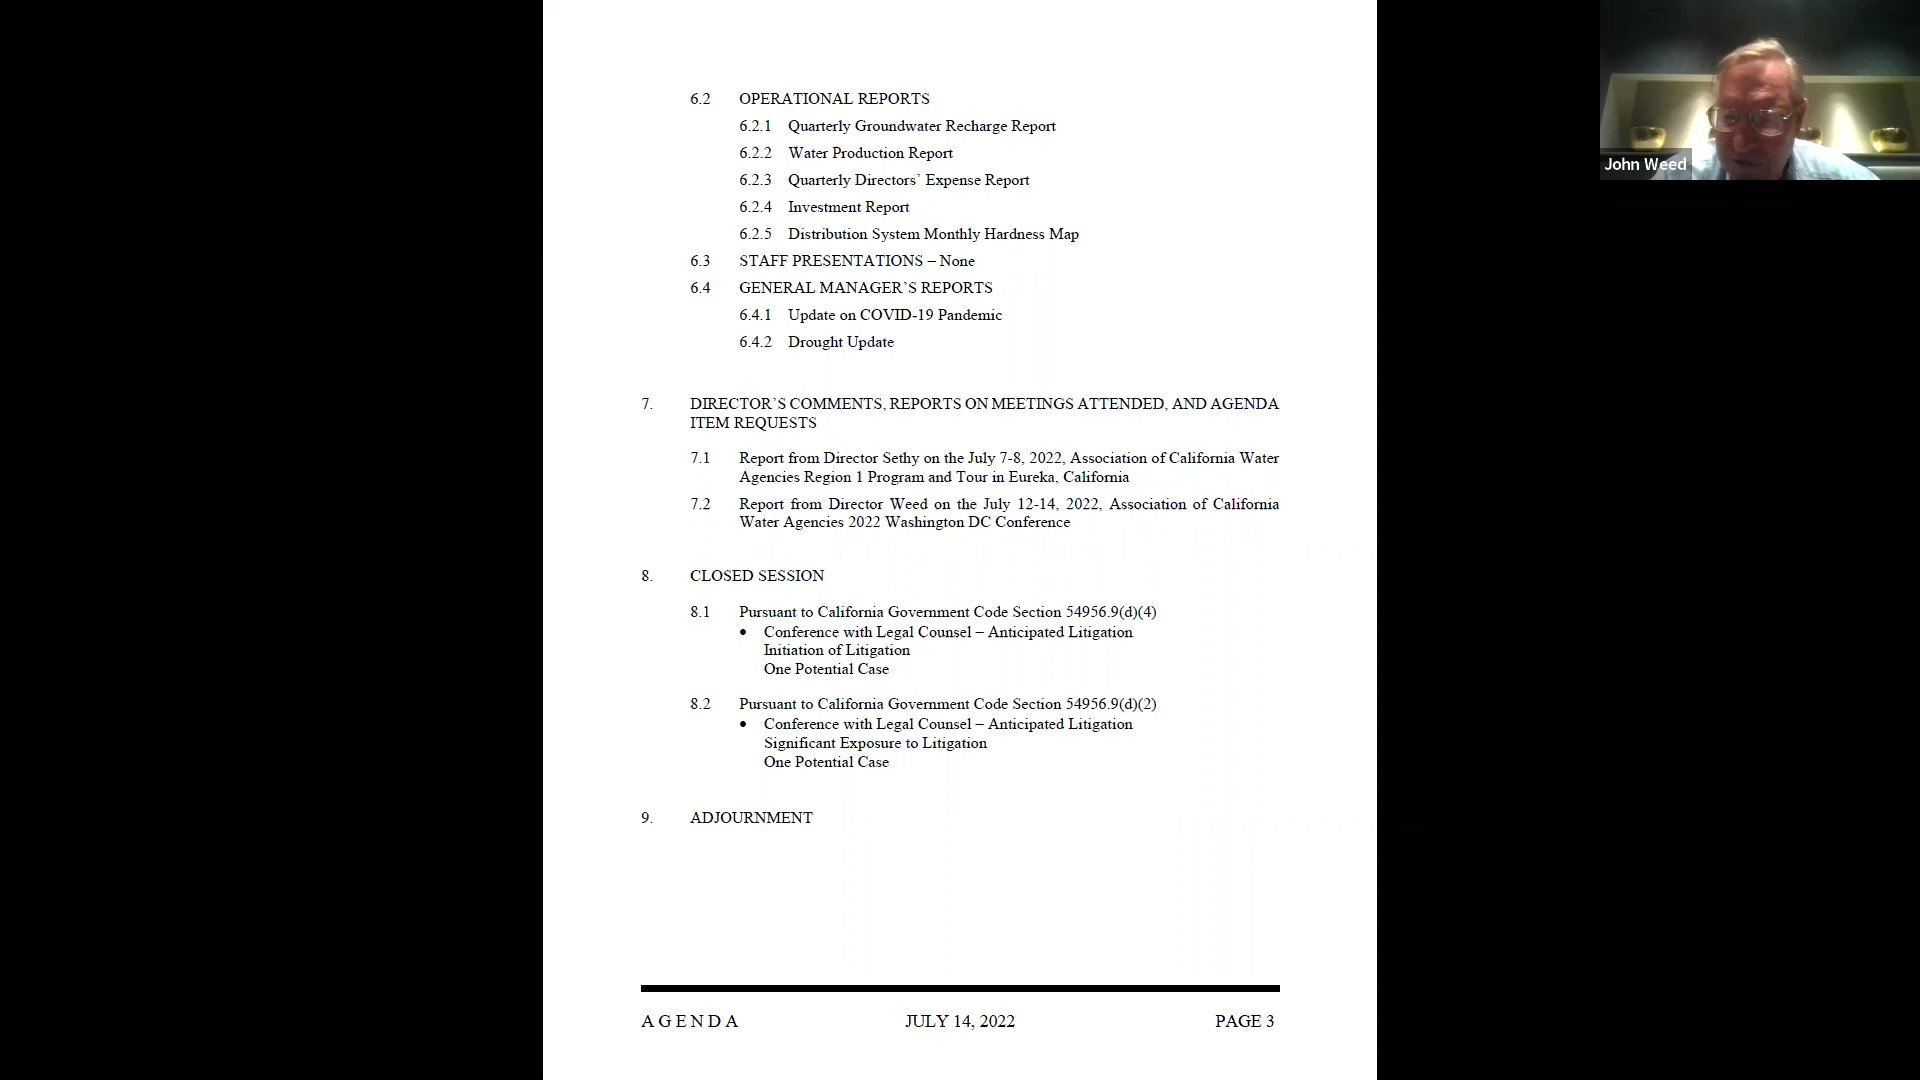 6.2 OPERATIONAL REPORTS
6.2.1 Quarterly Groundwater Recharge Report
6.2.2 Water Production Report
6.2.3 Quarterly Directors’ Expense Report
6.2.4 Investment Report
6.2.5 Distribution System Monthly Hardness Map
6.3 STAFF PRESENTATIONS – None
6.4 GENERAL MANAGER’S REPORTS
6.4.1 Update on COVID-19 Pandemic
6.4.2 Drought Update
7. DIRECTOR’S COMMENTS, REPORTS ON MEETINGS ATTENDED, AND AGENDA
ITEM REQUESTS
7.1 Report from Director Sethy on the July 7-8, 2022, Association of California Water
Agencies Region 1 Program and Tour in Eureka, California
7.2 Report from Director Weed on the July 12-14, 2022, Association of California
Water Agencies 2022 Washington DC Conference
8. CLOSED SESSION
8.1 Pursuant to California Government Code Section 54956.9(d)(4)
• Conference with Legal Counsel – Anticipated Litigation
Initiation of Litigation
One Potential Case
8.2 Pursuant to California Government Code Section 54956.9(d)(2)
• Conference with Legal Counsel – Anticipated Litigation
Significant Exposure to Litigation
One Potential Case
9. ADJOURNMENT
AGENDA JULY 14, 2022 PAGE 3
John Weed